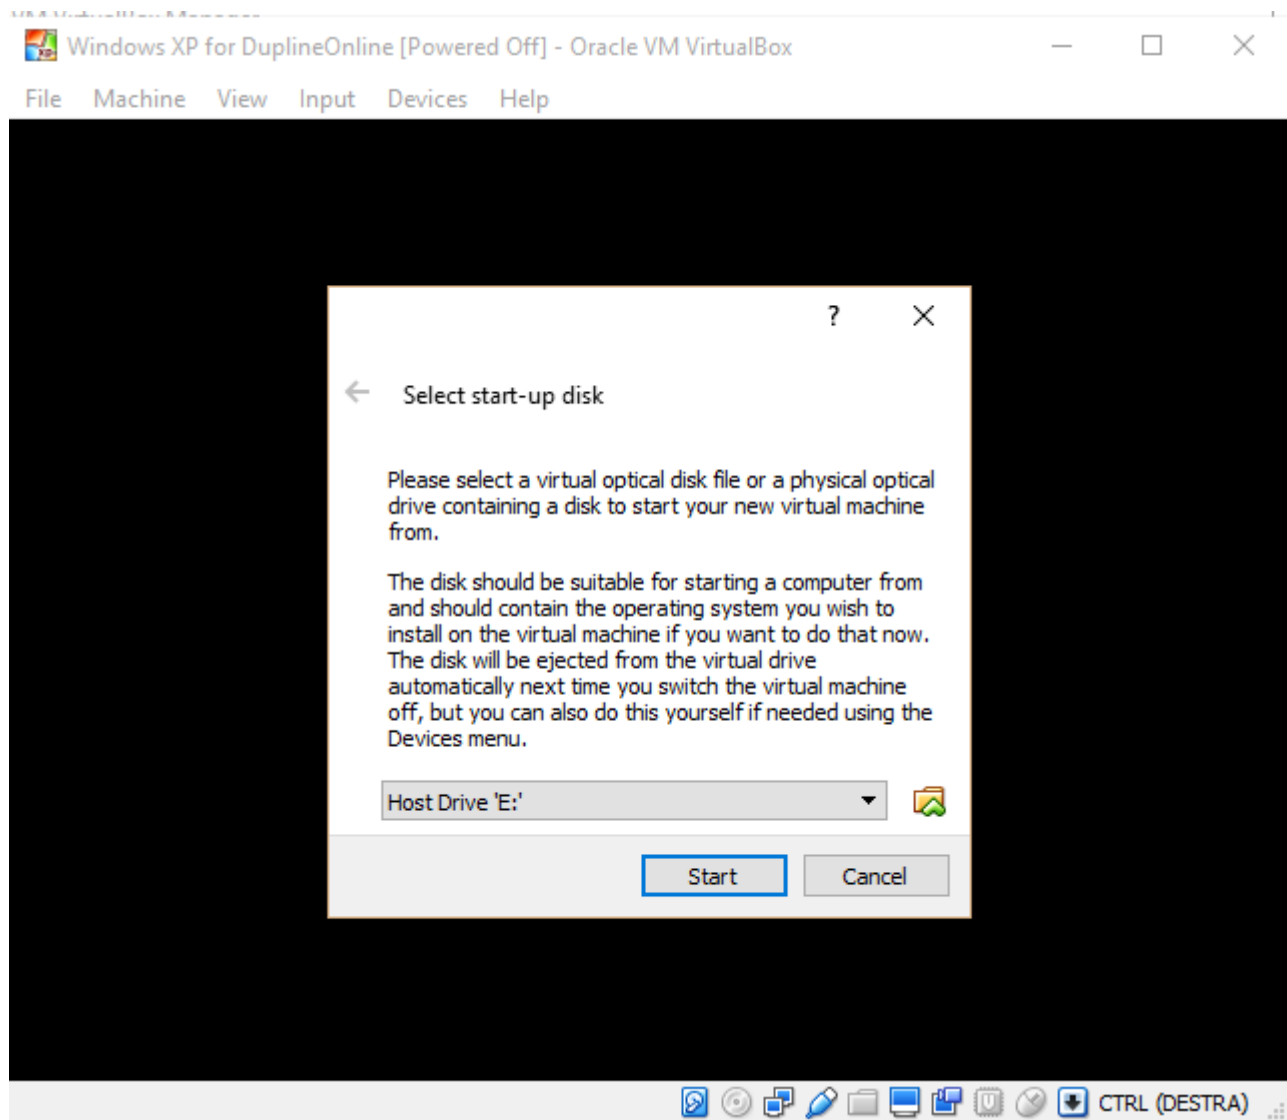 Windows XP for DuplineOnline [Powered Off] - Oracle VM VirtualBox
File Machine View Input Devices Help
?
Select start-up disk
Please select a virtual optical disk file or a physical optical
drive containing a disk to start your new virtual machine
from.
The disk should be suitable for starting a computer from
and should contain the operating system you wish to
install on the virtual machine if you want to do that now.
The disk will be ejected from the virtual drive
automatically next time you switch the virtual machine
off, but you can also do this yourself if needed using the
Devices menu.
Host Drive 'E:'
Start Cancel
CTRL (DESTRA)